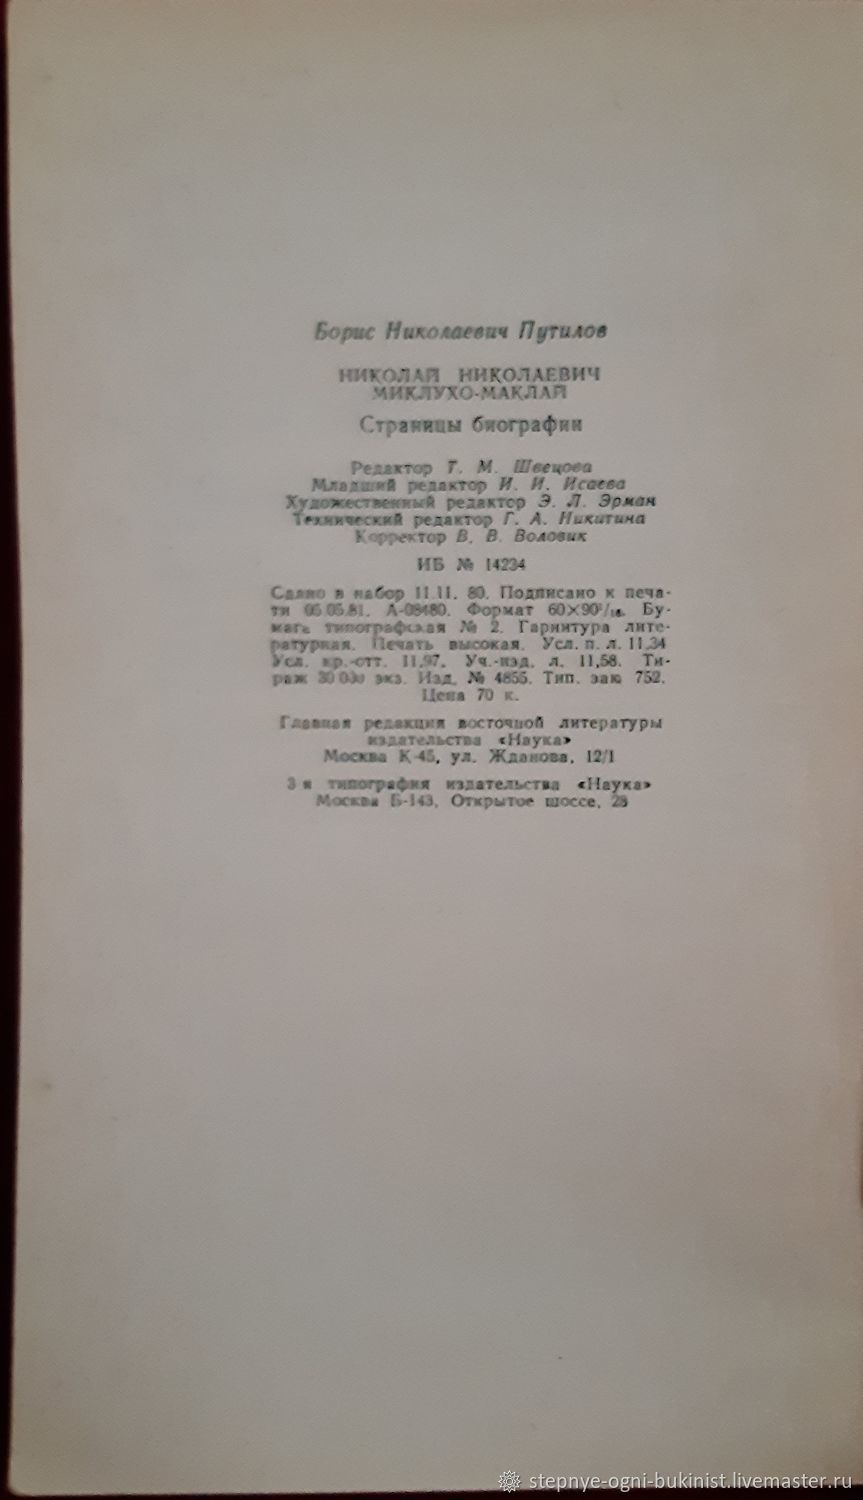 Борис Николаевич Путилов
НИКОЛАЙ НИКОЛАЕВИЧ
МИКЛУХО-МАКЛАЙ
Страницы биографии
Редактор Т. М. Швецова
Младший редактор И. И. Исаева
Художественный редактор Э. Л. Эрман
Технический редактор Г. А. Никитина
Корректор В. В. Воловик
ИБ № 14234
Сдано в набор 11.11. 80. Подписано к печа-
ти 05.05.81. А-08480. Формат 60×90¹/₁₆. Бу-
мага типографская № 2. Гарнитура лите-
ратурная. Печать высокая. Усл. п. л. 11,34
Усл. кр.-отт. 11,97. Уч.-изд. л. 11,58. Ти-
раж 30 000 экз. Изд. № 4855. Тип. зак 752.
Цена 70 к.
Главная редакция восточной литературы
издательства «Наука»
Москва К-45, ул. Жданова, 12/1
3-я типография издательства «Наука»
Москва Б-143, Открытое шоссе, 28
stepnye-ogni-bukinist.livemaster.ru